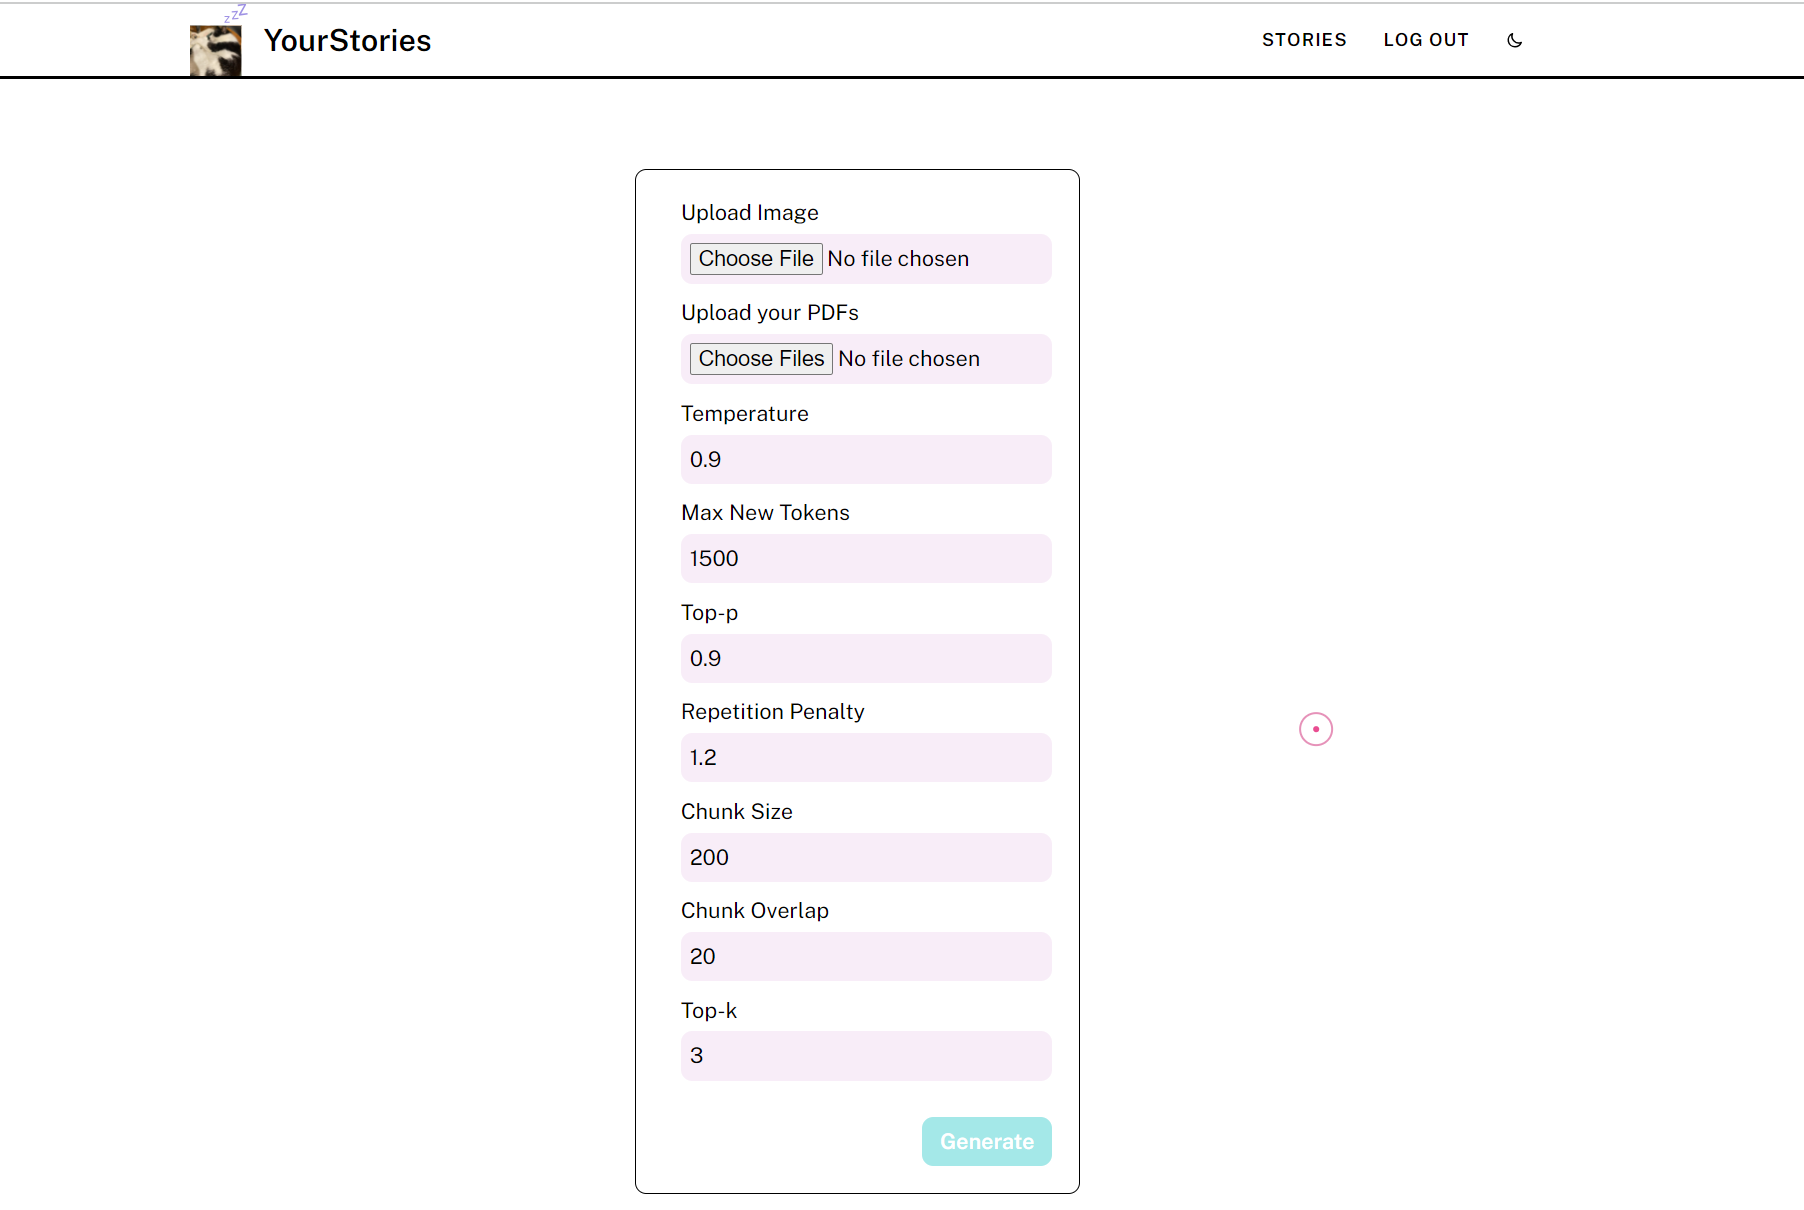 zzZ
YourStories
STORIES
LOG OUT
Upload Image
Choose File No file chosen
Upload your PDFs
Choose Files No file chosen
Temperature
0.9
Max New Tokens
1500
Top-p
0.9
Repetition Penalty
1.2
Chunk Size
200
Chunk Overlap
20
Top-k
3
Generate